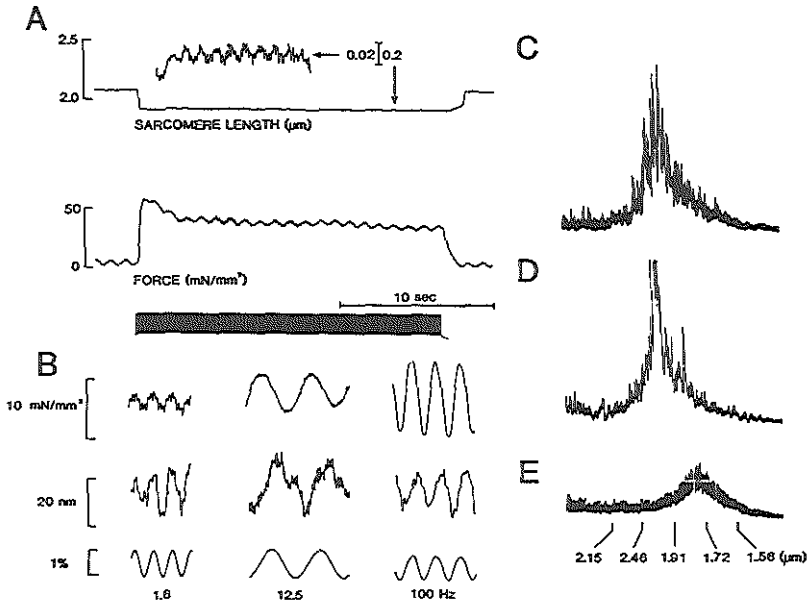 A
2.5
0.02 0.2
2.0
SARCOMERE LENGTH (μm)
50
0
FORCE (mN/mm²)
10 sec
B
10 mN/mm²
20 nm
1%
1.6 12.5 100 Hz
C
D
E
2.15 2.46 1.91 1.72 1.56 (μm)